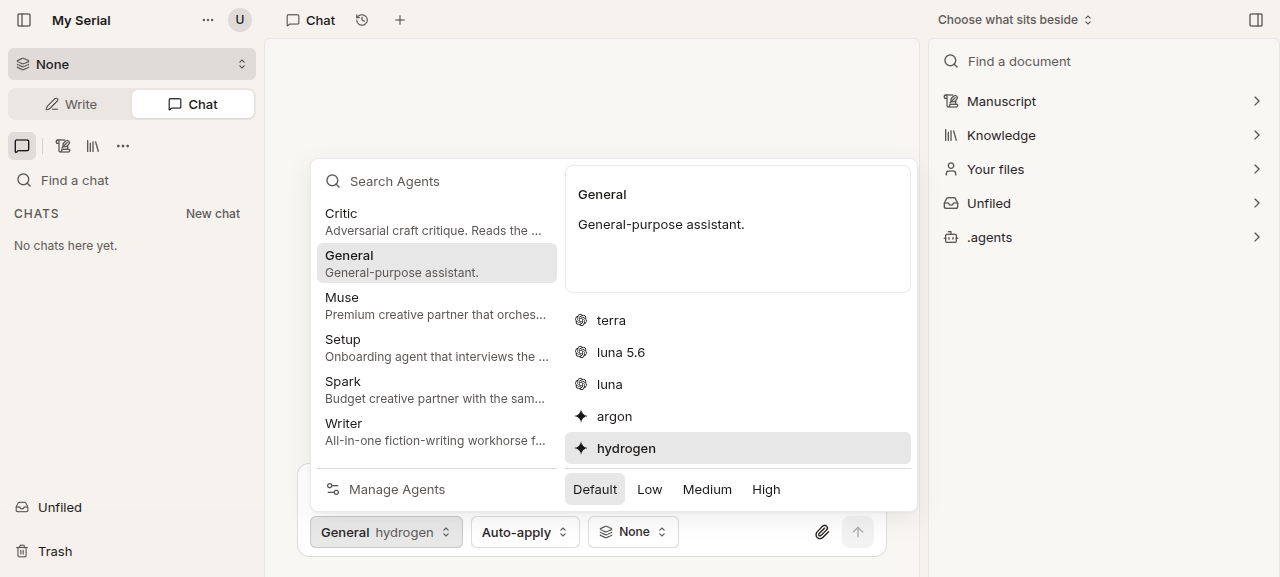 My Serial
U
None
Write
Chat
Find a chat
CHATS
New chat
No chats here yet.
Unfiled
Trash
Chat
Search Agents
Critic
Adversarial craft critique. Reads the ...
General
General-purpose assistant.
Muse
Premium creative partner that orches...
Setup
Onboarding agent that interviews the ...
Spark
Budget creative partner with the sam...
Writer
All-in-one fiction-writing workhorse f...
Manage Agents
General
General-purpose assistant.
terra
luna 5.6
luna
argon
hydrogen
Default Low Medium High
General hydrogen
Auto-apply
None
Choose what sits beside
Find a document
Manuscript
Knowledge
Your files
Unfiled
.agents